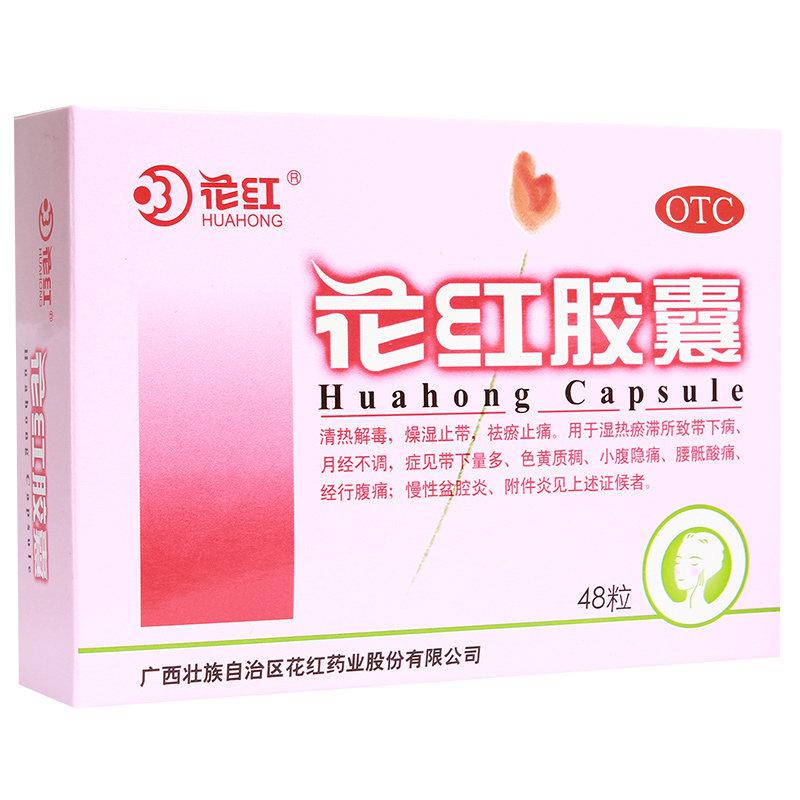 花红®
HUAHONG
OTC
花红胶囊
Huahong Capsule
清热解毒，燥湿止带，祛瘀止痛。用于湿热瘀滞所致带下病、
月经不调，症见带下量多、色黄质稠、小腹隐痛、腰骶酸痛、
经行腹痛；慢性盆腔炎、附件炎见上述证候者。
48粒
广西壮族自治区花红药业股份有限公司
花红®
HUAHONG
花红胶囊
Huahong Capsule